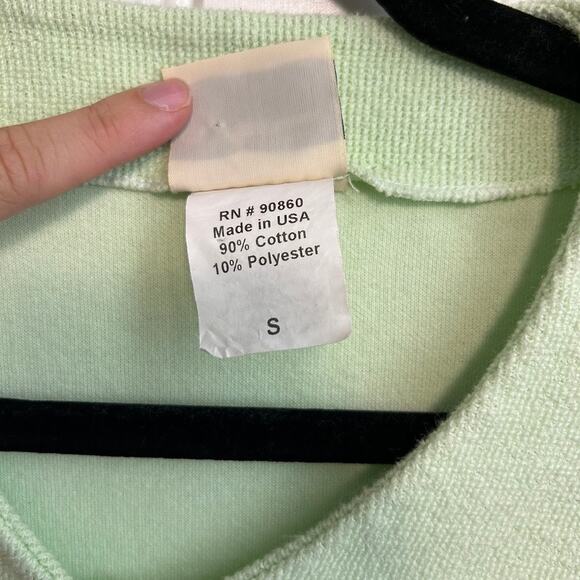 RN # 90860
Made in USA
90% Cotton
10% Polyester
S